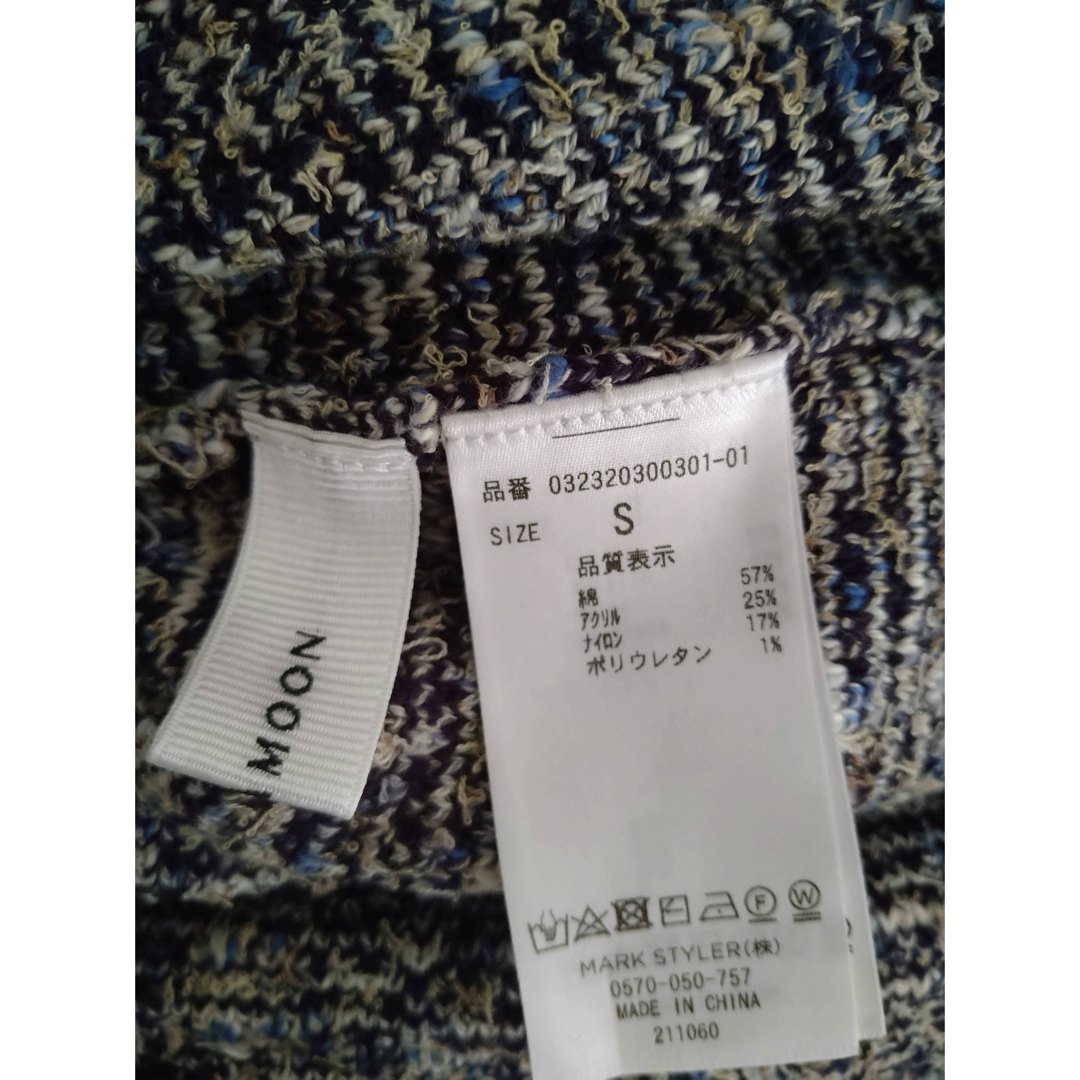 MOON
品番 032320300301-01
SIZE S
品質表示
綿 57%
アクリル 25%
ナイロン 17%
ポリウレタン 1%
F W
MARK STYLER(株)
0570-050-757
MADE IN CHINA
211060